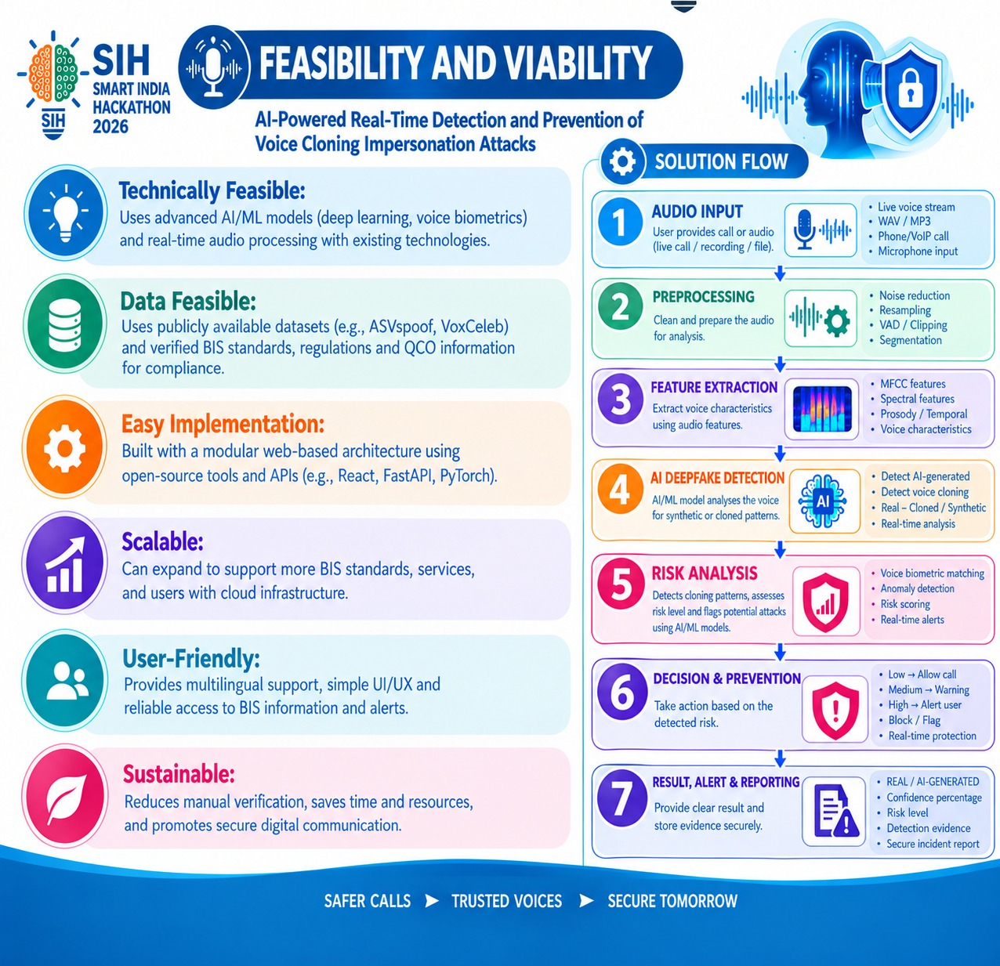 SIH
SMART INDIA
HACKATHON
2026
SIH
FEASIBILITY AND VIABILITY
AI-Powered Real-Time Detection and Prevention of
Voice Cloning Impersonation Attacks
Technically Feasible:
Uses advanced AI/ML models (deep learning, voice biometrics)
and real-time audio processing with existing technologies.
Data Feasible:
Uses publicly available datasets (e.g., ASVspoof, VoxCeleb)
and verified BIS standards, regulations and QCO information
for compliance.
Easy Implementation:
Built with a modular web-based architecture using
open-source tools and APIs (e.g., React, FastAPI, PyTorch).
Scalable:
Can expand to support more BIS standards, services,
and users with cloud infrastructure.
User-Friendly:
Provides multilingual support, simple UI/UX and
reliable access to BIS information and alerts.
Sustainable:
Reduces manual verification, saves time and resources,
and promotes secure digital communication.
SOLUTION FLOW
1
AUDIO INPUT
User provides call or audio
(live call / recording / file).
• Live voice stream
• WAV / MP3
• Phone/VoIP call
• Microphone input
2
PREPROCESSING
Clean and prepare the audio
for analysis.
• Noise reduction
• Resampling
• VAD / Clipping
• Segmentation
3
FEATURE EXTRACTION
Extract voice characteristics
using audio features.
• MFCC features
• Spectral features
• Prosody / Temporal
• Voice characteristics
4
AI DEEPFAKE DETECTION
AI/ML model analyses the voice
for synthetic or cloned patterns.
AI
• Detect AI-generated
• Detect voice cloning
• Real – Cloned / Synthetic
• Real-time analysis
5
RISK ANALYSIS
Detects cloning patterns, assesses
risk level and flags potential attacks
using AI/ML models.
• Voice biometric matching
• Anomaly detection
• Risk scoring
• Real-time alerts
6
DECISION & PREVENTION
Take action based on the
detected risk.
• Low → Allow call
• Medium → Warning
• High → Alert user
• Block / Flag
• Real-time protection
7
RESULT, ALERT & REPORTING
Provide clear result and
store evidence securely.
• REAL / AI-GENERATED
• Confidence percentage
• Risk level
• Detection evidence
• Secure incident report
SAFER CALLS ➤ TRUSTED VOICES ➤ SECURE TOMORROW